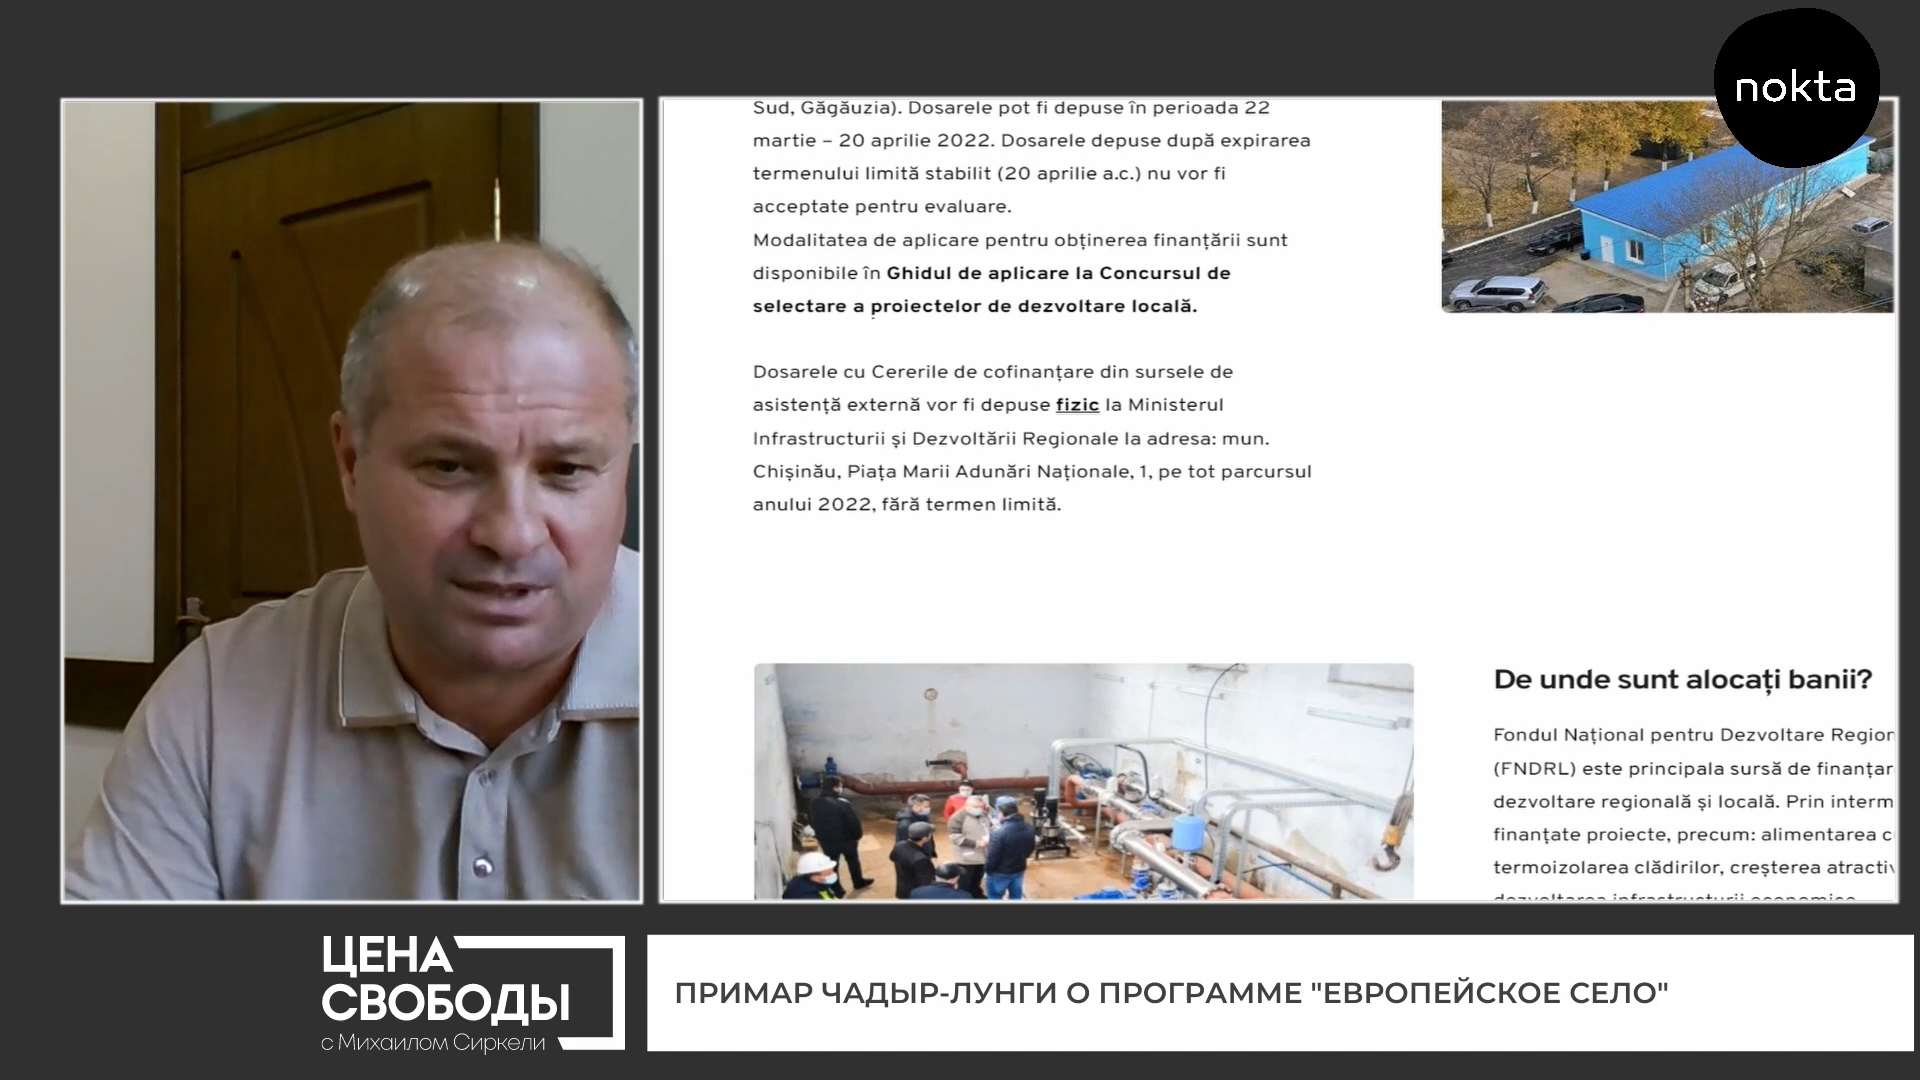 nokta
Sud, Găgăuzia). Dosarele pot fi depuse în perioada 22
martie – 20 aprilie 2022. Dosarele depuse după expirarea
termenului limită stabilit (20 aprilie a.c.) nu vor fi
acceptate pentru evaluare.
Modalitatea de aplicare pentru obținerea finanțării sunt
disponibile în Ghidul de aplicare la Concursul de
selectare a proiectelor de dezvoltare locală.
Dosarele cu Cererile de cofinanțare din sursele de
asistență externă vor fi depuse fizic la Ministerul
Infrastructurii și Dezvoltării Regionale la adresa: mun.
Chișinău, Piața Marii Adunări Naționale, 1, pe tot parcursul
anului 2022, fără termen limită.
De unde sunt alocați banii?
Fondul Național pentru Dezvoltare Region
(FNDRL) este principala sursă de finanțar
dezvoltare regională și locală. Prin interm
finanțate proiecte, precum: alimentarea c
termoizolarea clădirilor, creșterea atractiv
dezvoltarea infrastructurii economice
ЦЕНА
СВОБОДЫ
с Михаилом Сиркели
ПРИМАР ЧАДЫР-ЛУНГИ О ПРОГРАММЕ "ЕВРОПЕЙСКОЕ СЕЛО"